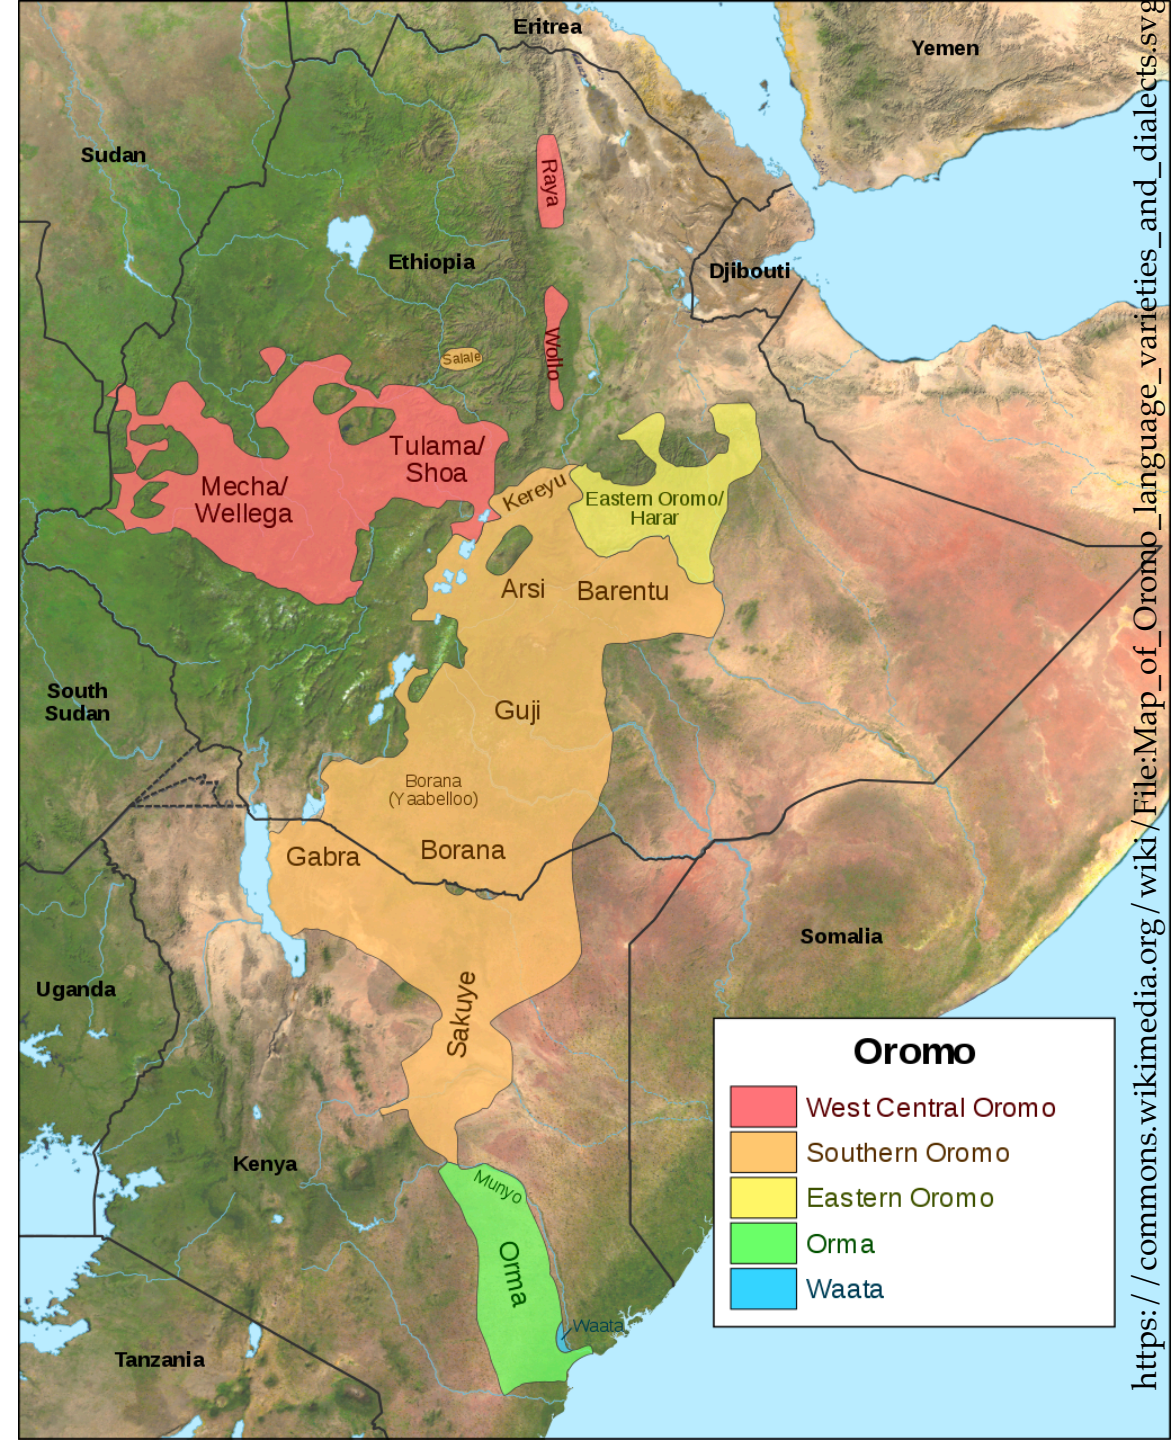 Eritrea
Yemen
Sudan
Raya
Ethiopia
Djibouti
Wollo
Salale
Tulama/
Shoa
Mecha/
Wellega
Kereyu
Eastern Oromo/
Harar
Arsi
Barentu
South
Sudan
Guji
Borana
(Yaabelloo)
Gabra
Borana
Somalia
Uganda
Sakuye
Kenya
Munyo
Orma
Waata
Tanzania
Oromo
West Central Oromo
Southern Oromo
Eastern Oromo
Orma
Waata
https://commons.wikimedia.org/wiki/File:Map_of_Oromo_language_varieties_and_dialects.svg